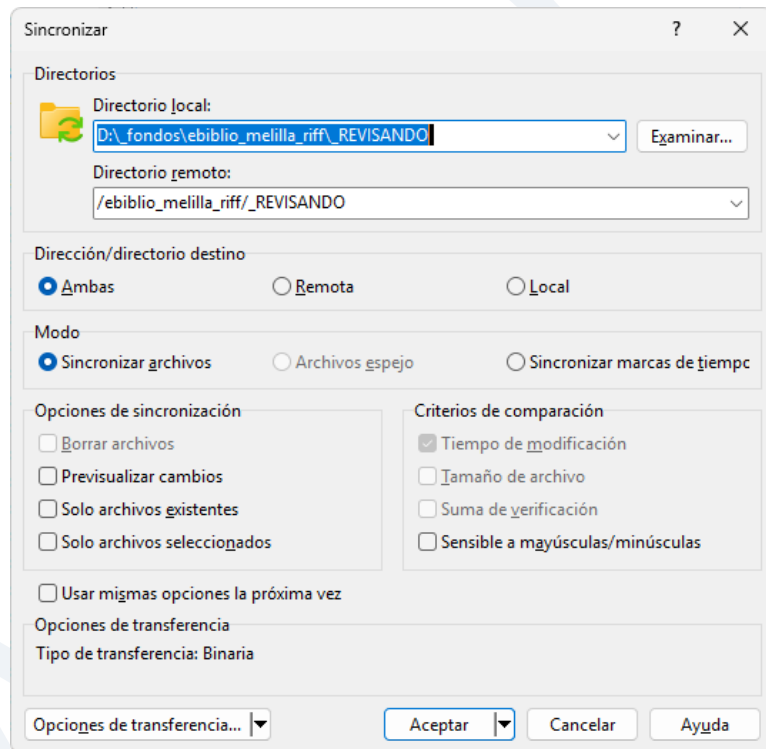 Sincronizar ?
Directorios
Directorio local:
D:\_fondos\ebiblio_melilla_riff\_REVISANDO
Examinar...
Directorio remoto:
/ebiblio_melilla_riff/_REVISANDO
Dirección/directorio destino
Ambas Remota Local
Modo
Sincronizar archivos Archivos espejo Sincronizar marcas de tiempo
Opciones de sincronización
Borrar archivos
Previsualizar cambios
Solo archivos existentes
Solo archivos seleccionados
Criterios de comparación
Tiempo de modificación
Tamaño de archivo
Suma de verificación
Sensible a mayúsculas/minúsculas
Usar mismas opciones la próxima vez
Opciones de transferencia
Tipo de transferencia: Binaria
Opciones de transferencia... Aceptar Cancelar Ayuda